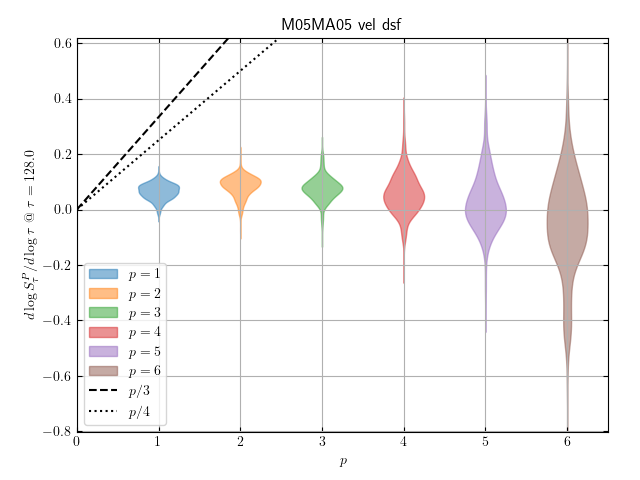 M05MA05 vel dsf
d log S_τ^P / d log τ @ τ = 128.0
0.6
0.4
0.2
0.0
−0.2
−0.4
−0.6
−0.8
p = 1
p = 2
p = 3
p = 4
p = 5
p = 6
p/3
p/4
0 1 2 3 4 5 6
p